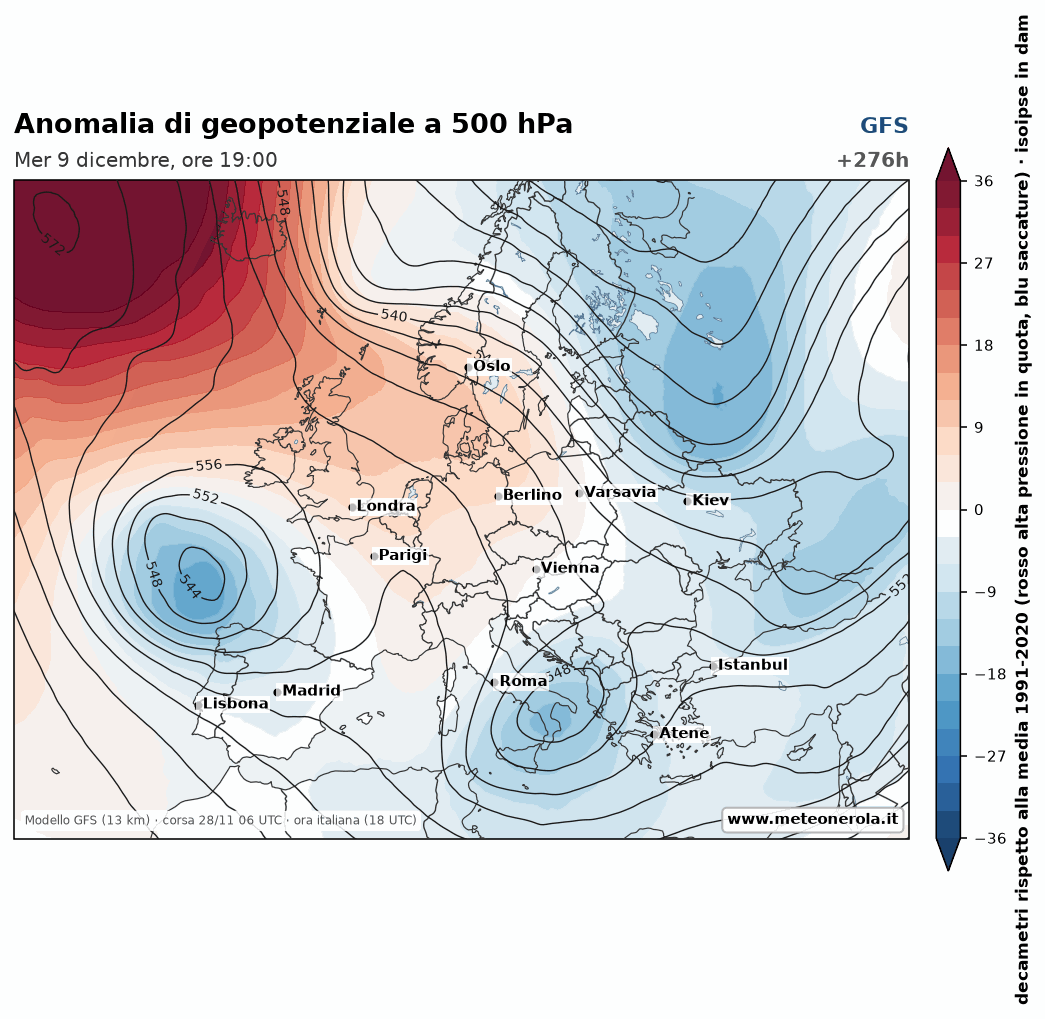 Anomalia di geopotenziale a 500 hPa
GFS
Mer 9 dicembre, ore 19:00
+276h
572
548
540
Oslo
556
552
548
544
Londra
Berlino
Varsavia
Kiev
Parigi
Vienna
552
Roma
548
Istanbul
Madrid
Lisbona
Atene
Modello GFS (13 km) · corsa 28/11 06 UTC · ora italiana (18 UTC)
www.meteonerola.it
36
27
18
9
0
−9
−18
−27
−36
decametri rispetto alla media 1991-2020 (rosso alta pressione in quota, blu saccature) · isoipse in dam